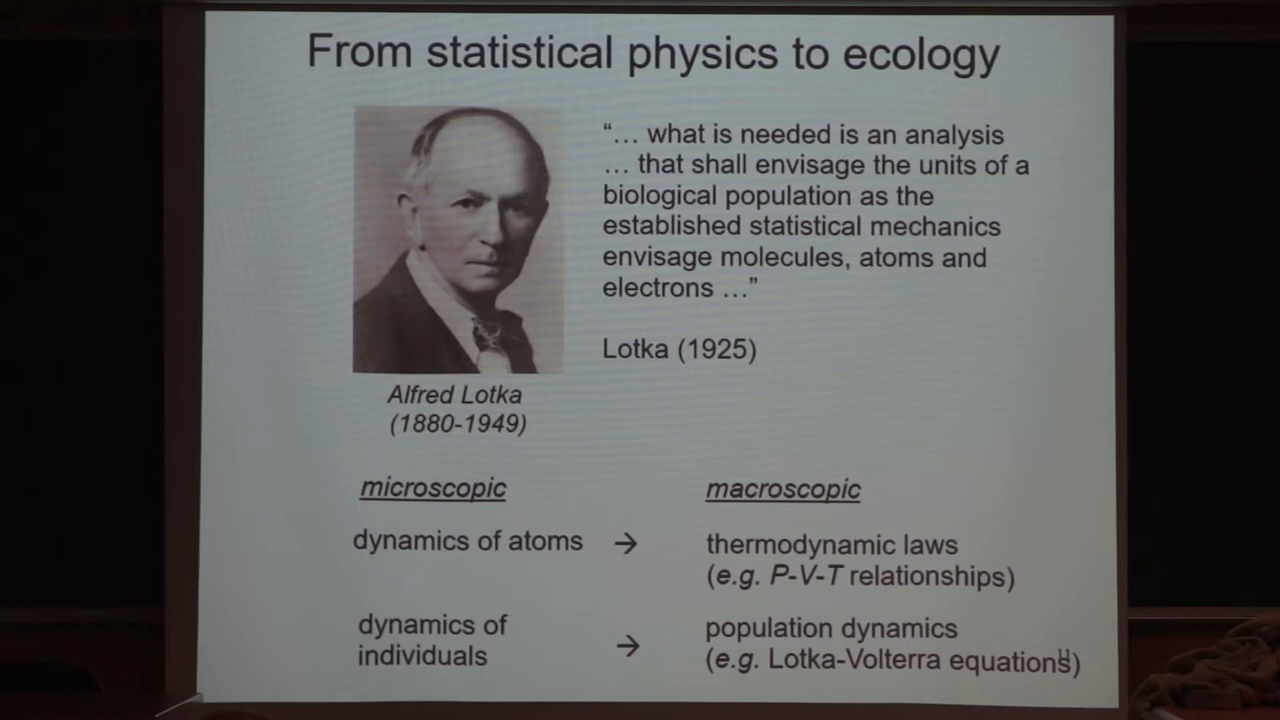 From statistical physics to ecology
“… what is needed is an analysis
… that shall envisage the units of a
biological population as the
established statistical mechanics
envisage molecules, atoms and
electrons …”
Lotka (1925)
Alfred Lotka
(1880-1949)
microscopic
macroscopic
dynamics of atoms →
thermodynamic laws
(e.g. P-V-T relationships)
dynamics of
individuals →
population dynamics
(e.g. Lotka-Volterra equations)